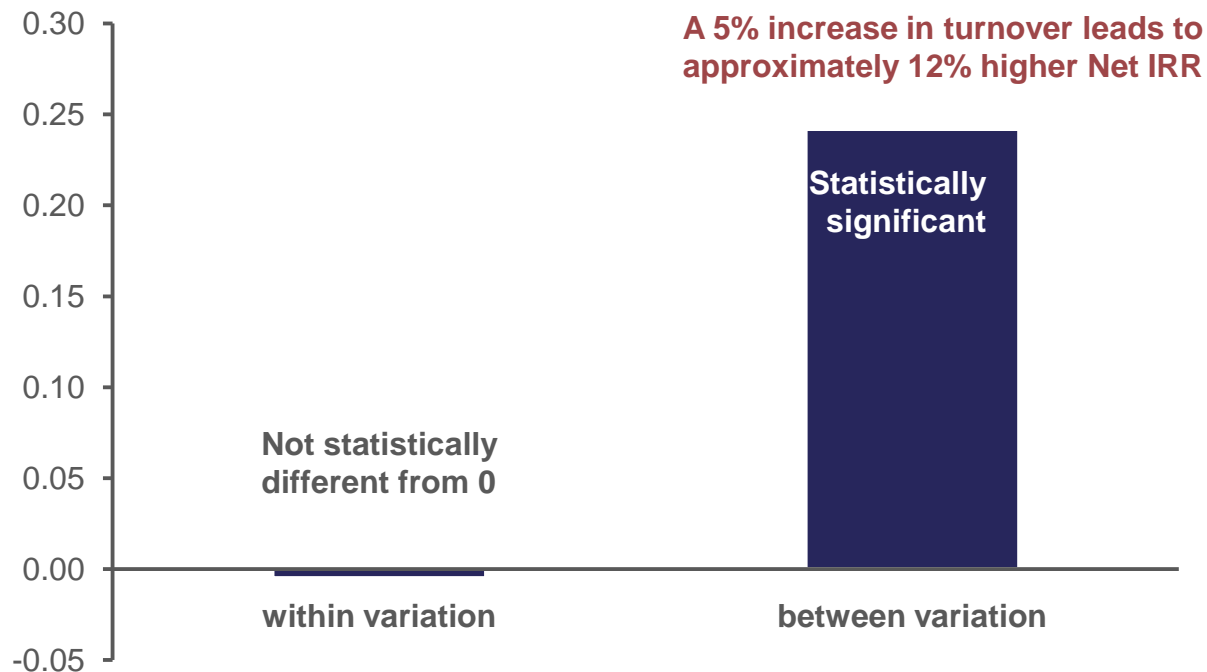 0.30
A 5% increase in turnover leads to
approximately 12% higher Net IRR
0.25
0.20
Statistically
significant
0.15
0.10
Not statistically
different from 0
0.05
0.00
within variation
between variation
-0.05